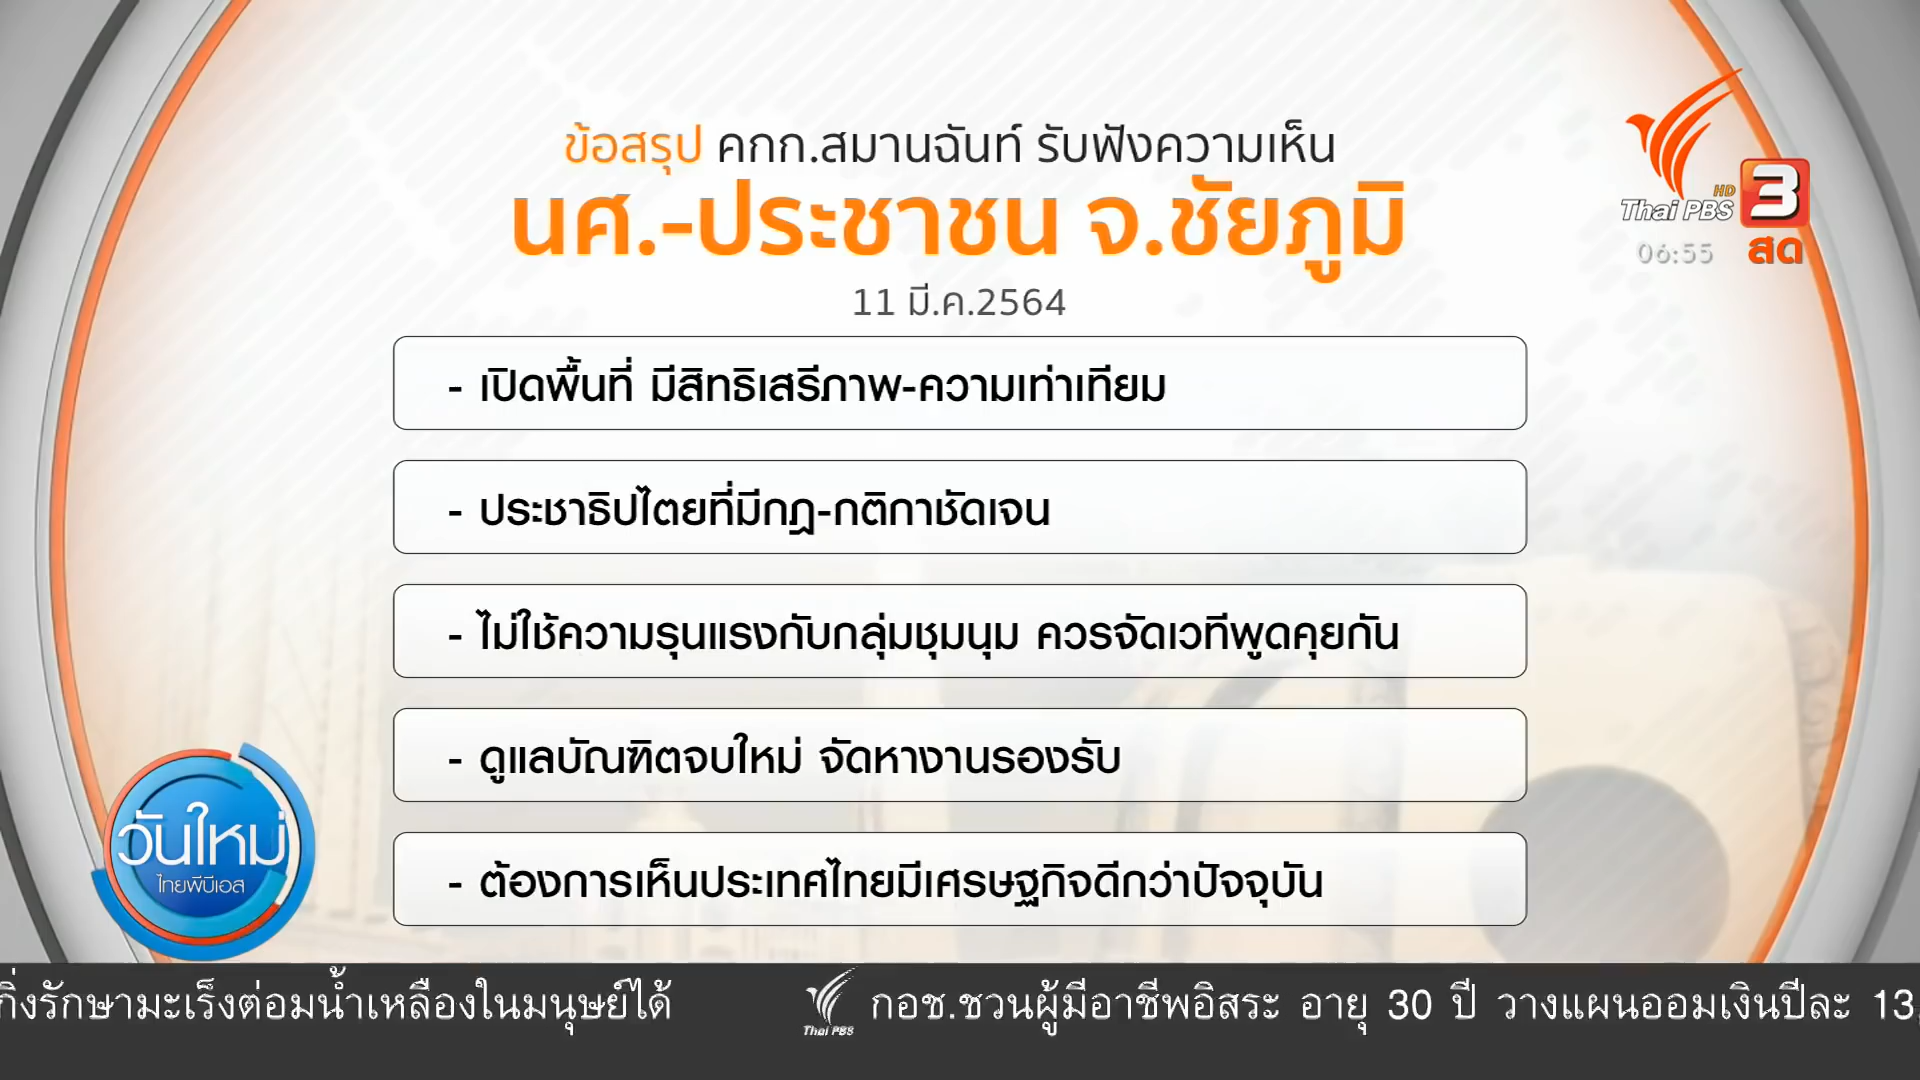 ข้อสรุป คกก.สมานฉันท์ รับฟังความเห็น
นศ.-ประชาชน จ.ชัยภูมิ
11 มี.ค.2564
HD
Thai PBS 3
06:55 สด
- เปิดพื้นที่ มีสิทธิเสรีภาพ-ความเท่าเทียม
- ประชาธิปไตยที่มีกฎ-กติกาชัดเจน
- ไม่ใช้ความรุนแรงกับกลุ่มชุมนุม ควรจัดเวทีพูดคุยกัน
- ดูแลบัณฑิตจบใหม่ จัดหางานรองรับ
- ต้องการเห็นประเทศไทยมีเศรษฐกิจดีกว่าปัจจุบัน
วันใหม่
ไทยพีบีเอส
กิ่งรักษามะเร็งต่อมน้ำเหลืองในมนุษย์ได้ Thai PBS กอช.ชวนผู้มีอาชีพอิสระ อายุ 30 ปี วางแผนออมเงินปีละ 13,